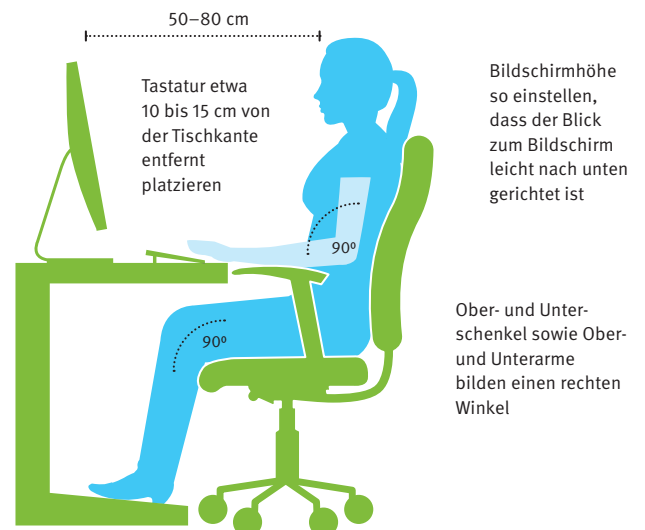 50–80 cm
Tastatur etwa
10 bis 15 cm von
der Tischkante
entfernt
platzieren
Bildschirmhöhe
so einstellen,
dass der Blick
zum Bildschirm
leicht nach unten
gerichtet ist
90º
90º
Ober- und Unter-
schenkel sowie Ober-
und Unterarme
bilden einen rechten
Winkel